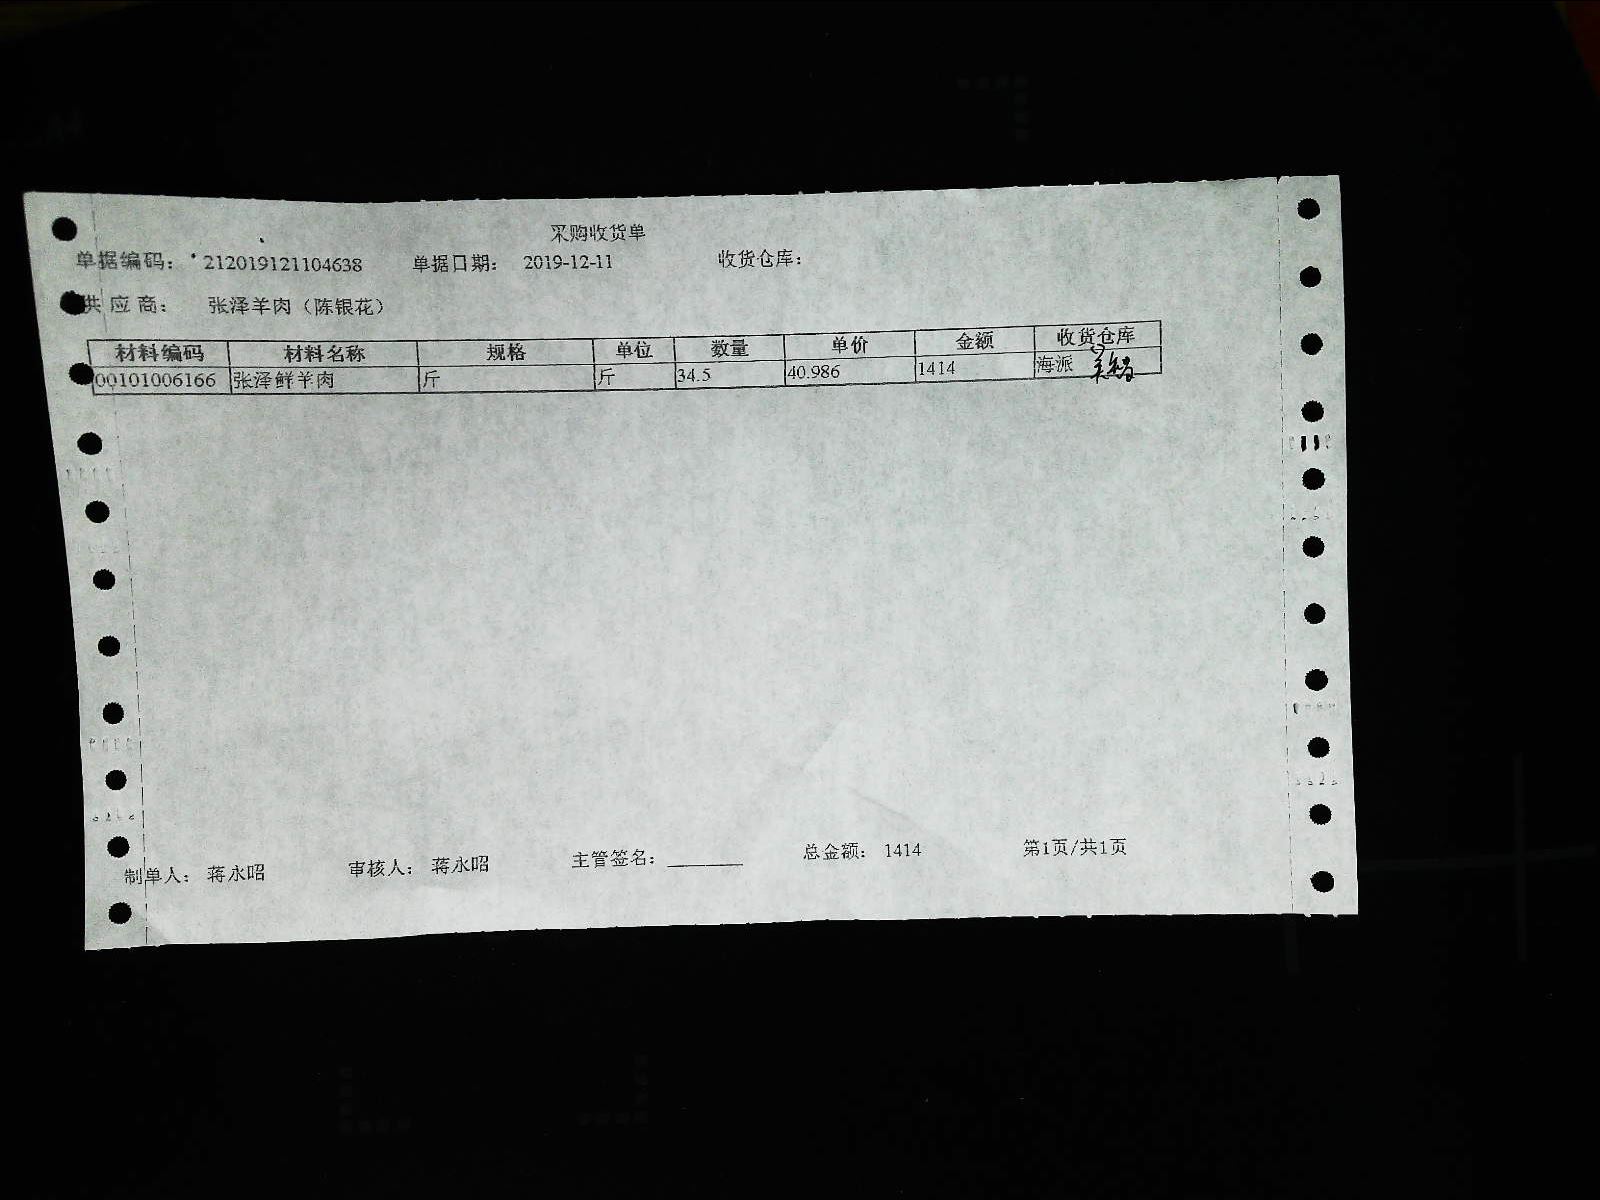 采购收货单
单据编码： 212019121104638 单据日期： 2019-12-11 收货仓库：
供应商： 张泽羊肉（陈银花）
材料编码 材料名称 规格 单位 数量 单价 金额 收货仓库
00101006166 张泽鲜羊肉 斤 斤 34.5 40.986 1414 海派
制单人： 蒋永昭 审核人： 蒋永昭 主管签名：________ 总金额： 1414 第1页/共1页